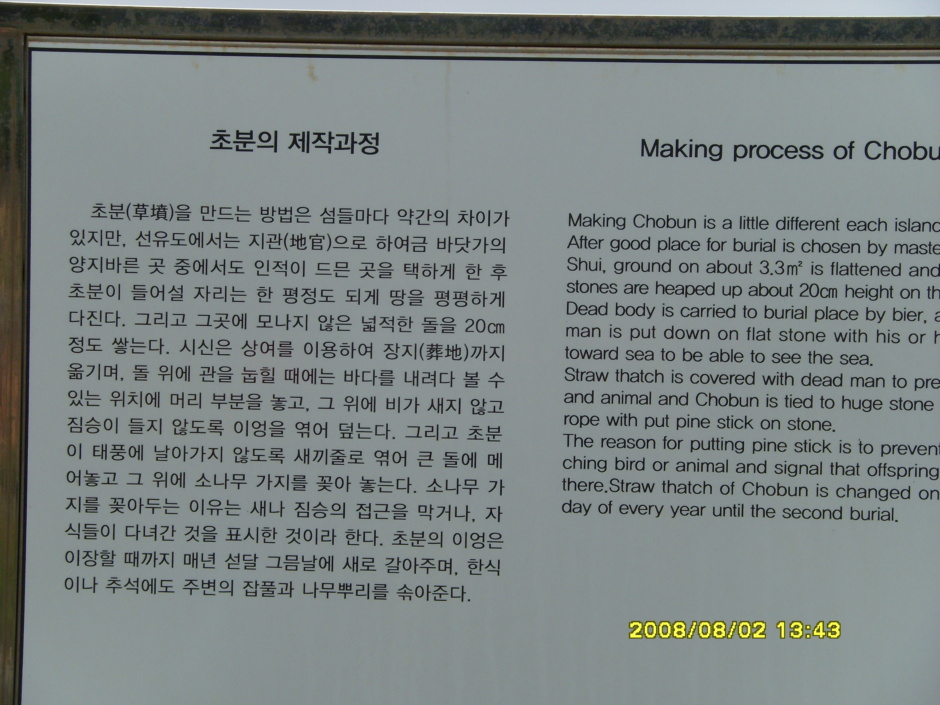 초분의 제작과정
초분(草墳)을 만드는 방법은 섬들마다 약간의 차이가
있지만, 선유도에서는 지관(地官)으로 하여금 바닷가의
양지바른 곳 중에서도 인적이 드믄 곳을 택하게 한 후
초분이 들어설 자리는 한 평정도 되게 땅을 평평하게
다진다. 그리고 그곳에 모나지 않은 넓적한 돌을 20㎝
정도 쌓는다. 시신은 상여를 이용하여 장지(葬地)까지
옮기며, 돌 위에 관을 눕힐 때에는 바다를 내려다 볼 수
있는 위치에 머리 부분을 놓고, 그 위에 비가 새지 않고
짐승이 들지 않도록 이엉을 엮어 덮는다. 그리고 초분
이 태풍에 날아가지 않도록 새끼줄로 엮어 큰 돌에 메
어놓고 그 위에 소나무 가지를 꽂아 놓는다. 소나무 가
지를 꽂아두는 이유는 새나 짐승의 접근을 막거나, 자
식들이 다녀간 것을 표시한 것이라 한다. 초분의 이엉은
이장할 때까지 매년 섣달 그믐날에 새로 갈아주며, 한식
이나 추석에도 주변의 잡풀과 나무뿌리를 솎아준다.
Making process of Chobu
Making Chobun is a little different each island
After good place for burial is chosen by maste
Shui, ground on about 3.3㎡ is flattened and
stones are heaped up about 20㎝ height on th
Dead body is carried to burial place by bier, a
man is put down on flat stone with his or h
toward sea to be able to see the sea.
Straw thatch is covered with dead man to pre
and animal and Chobun is tied to huge stone
rope with put pine stick on stone.
The reason for putting pine stick is to prevent
ching bird or animal and signal that offspring
there.Straw thatch of Chobun is changed on
day of every year until the second burial.
2008/08/02 13:43